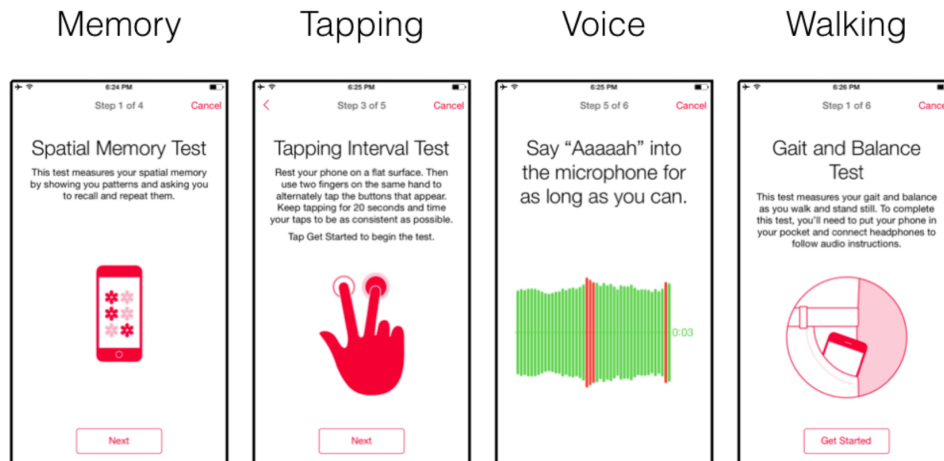 Memory
Tapping
Voice
Walking
6:24 PM
Step 1 of 4
Cancel
Spatial Memory Test
This test measures your spatial memory
by showing you patterns and asking you
to recall and repeat them.
Next
6:25 PM
Step 3 of 5
Cancel
Tapping Interval Test
Rest your phone on a flat surface. Then
use two fingers on the same hand to
alternately tap the buttons that appear.
Keep tapping for 20 seconds and time
your taps to be as consistent as possible.
Tap Get Started to begin the test.
Next
6:25 PM
Step 5 of 6
Cancel
Say “Aaaaah” into
the microphone for
as long as you can.
0:03
6:26 PM
Step 1 of 6
Cance
Gait and Balance
Test
This test measures your gait and balance
as you walk and stand still. To complete
this test, you’ll need to put your phone in
your pocket and connect headphones to
follow audio instructions.
Get Started